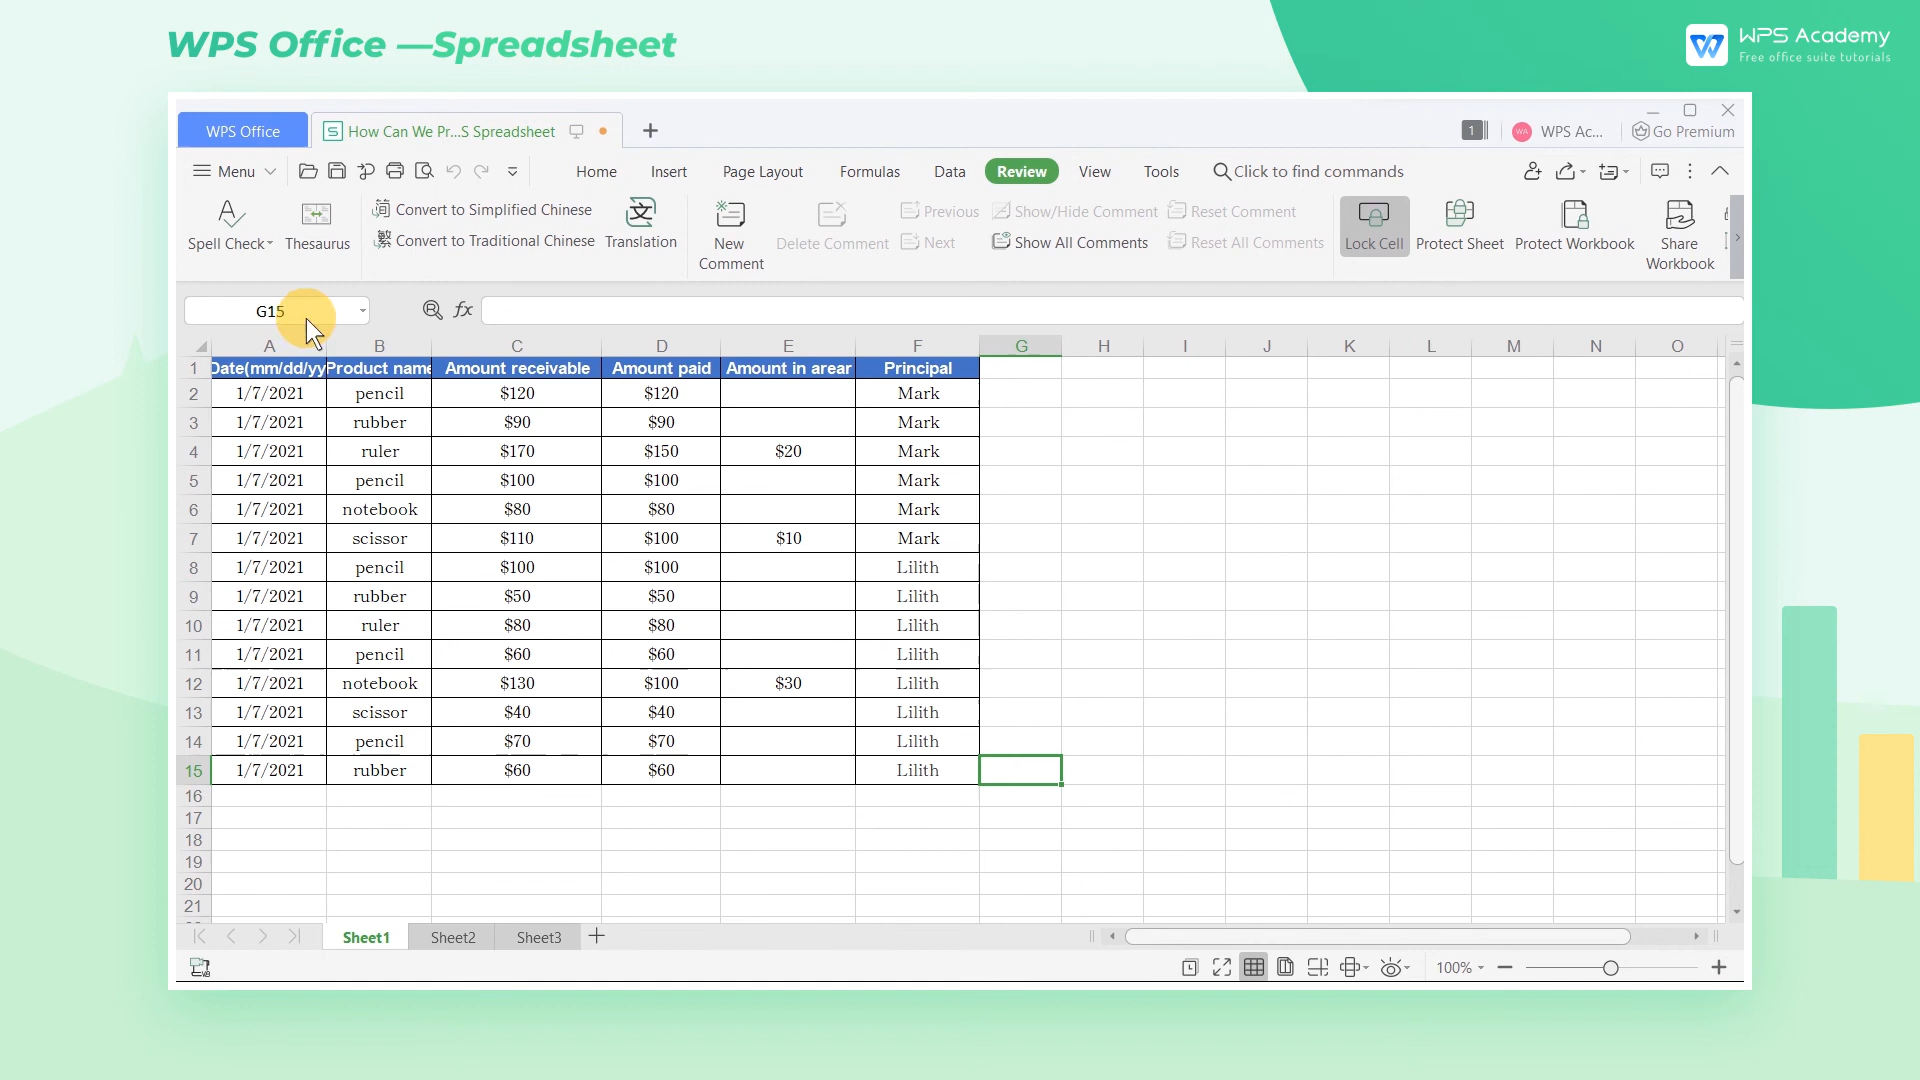 WPS Office —Spreadsheet
WPS Academy
Free office suite tutorials
WPS Office
How Can We Pr...S Spreadsheet
1
WA
WPS Ac...
Go Premium
Menu
Home Insert Page Layout Formulas Data Review View Tools Click to find commands
Spell Check Thesaurus
Convert to Simplified Chinese
Convert to Traditional Chinese
Translation
New
Comment
Delete Comment
Previous
Next
Show/Hide Comment
Show All Comments
Reset Comment
Reset All Comments
Lock Cell Protect Sheet Protect Workbook
Share
Workbook
G15
fx
A B C D E F G H I J K L M N O
1 Date(mm/dd/yy Product name Amount receivable Amount paid Amount in arear Principal
2 1/7/2021 pencil $120 $120 Mark
3 1/7/2021 rubber $90 $90 Mark
4 1/7/2021 ruler $170 $150 $20 Mark
5 1/7/2021 pencil $100 $100 Mark
6 1/7/2021 notebook $80 $80 Mark
7 1/7/2021 scissor $110 $100 $10 Mark
8 1/7/2021 pencil $100 $100 Lilith
9 1/7/2021 rubber $50 $50 Lilith
10 1/7/2021 ruler $80 $80 Lilith
11 1/7/2021 pencil $60 $60 Lilith
12 1/7/2021 notebook $130 $100 $30 Lilith
13 1/7/2021 scissor $40 $40 Lilith
14 1/7/2021 pencil $70 $70 Lilith
15 1/7/2021 rubber $60 $60 Lilith
16
17
18
19
20
21
Sheet1 Sheet2 Sheet3
100%